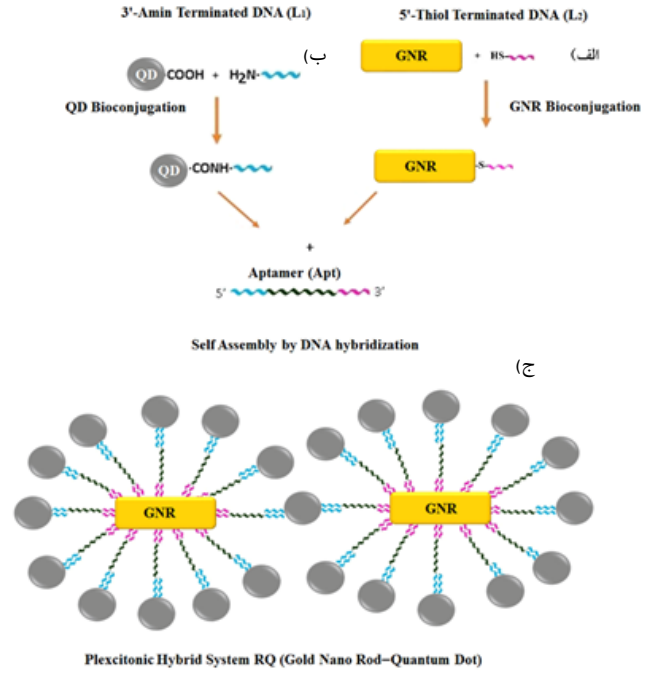 3'-Amin Terminated DNA (L1)
5'-Thiol Terminated DNA (L2)
ب)
QD COOH + H2N-
QD Bioconjugation
QD -CONH-
الف)
GNR + HS-
GNR Bioconjugation
GNR -S-
+
Aptamer (Apt)
5' 3'
Self Assembly by DNA hybridization
ج)
GNR
GNR
Plexcitonic Hybrid System RQ (Gold Nano Rod–Quantum Dot)